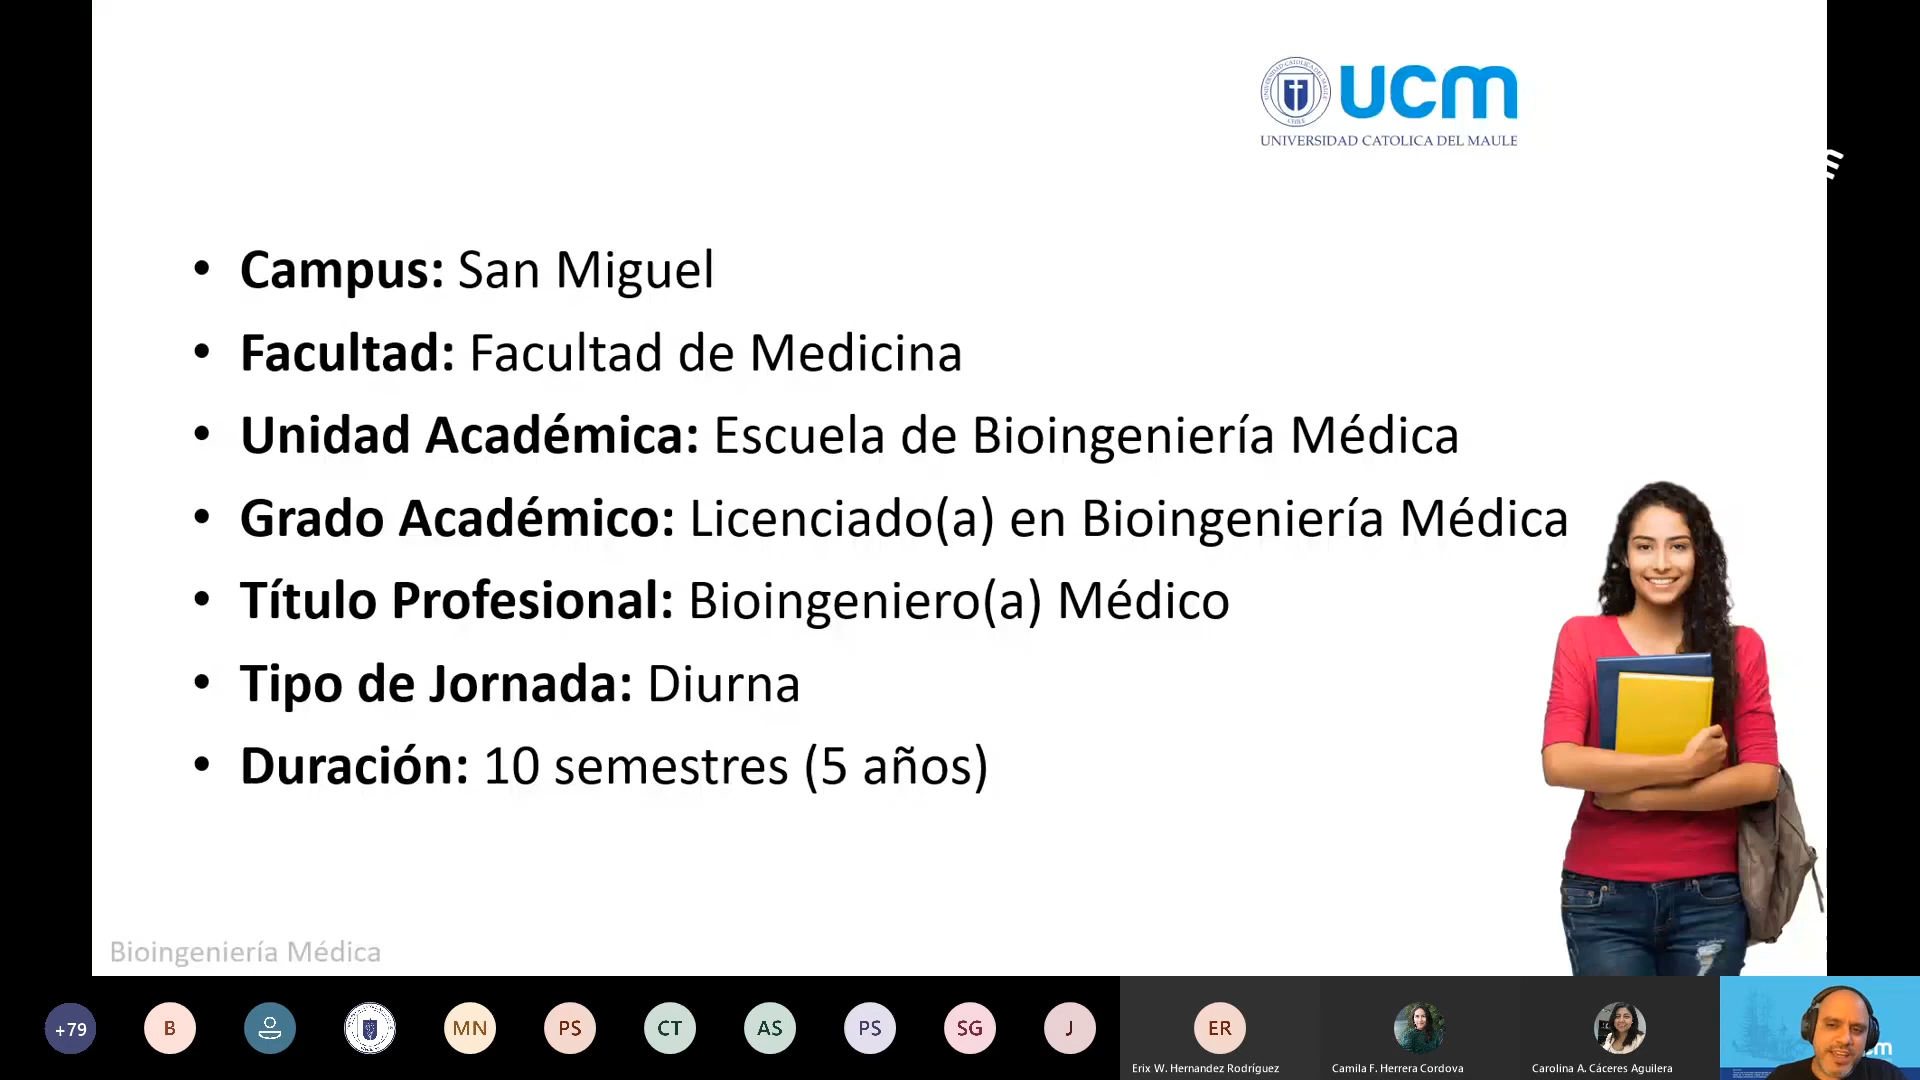 ucm
UNIVERSIDAD CATOLICA DEL MAULE
• Campus: San Miguel
• Facultad: Facultad de Medicina
• Unidad Académica: Escuela de Bioingeniería Médica
• Grado Académico: Licenciado(a) en Bioingeniería Médica
• Título Profesional: Bioingeniero(a) Médico
• Tipo de Jornada: Diurna
• Duración: 10 semestres (5 años)
Bioingeniería Médica
+79 B MN PS CT AS PS SG J ER
Erix W. Hernandez Rodríguez Camila F. Herrera Cordova Carolina A. Cáceres Aguilera